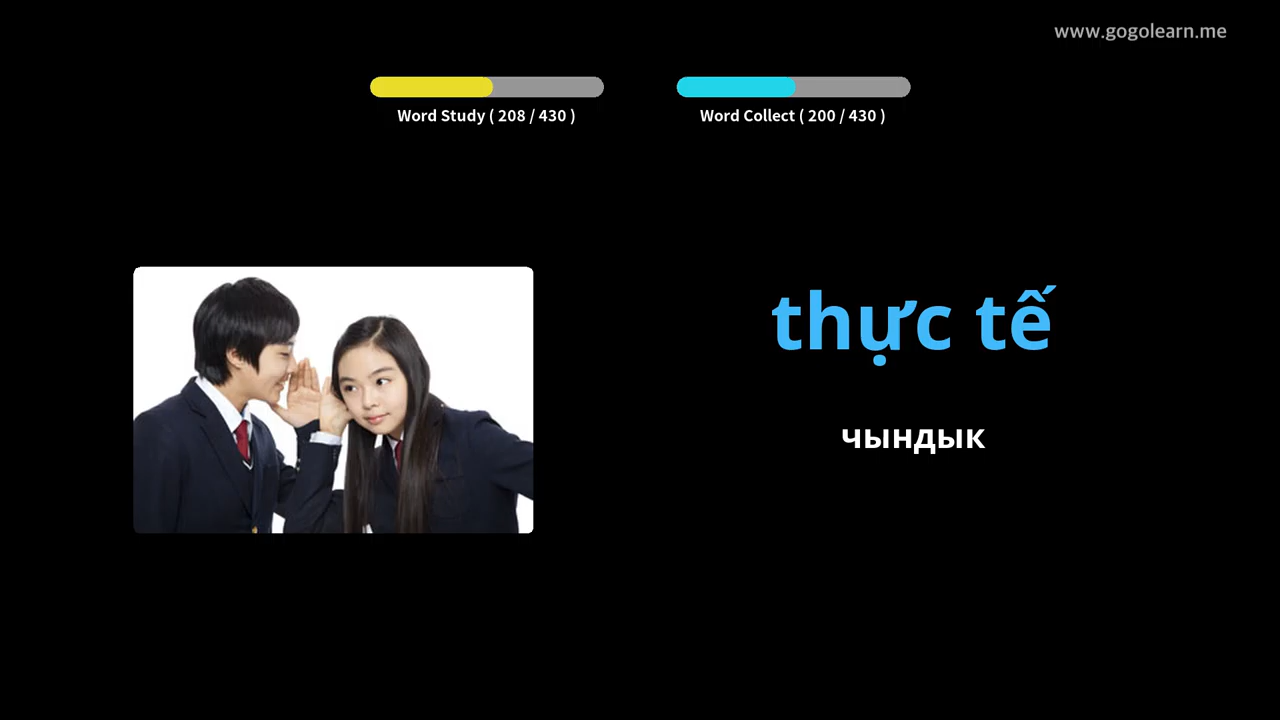 www.gogolearn.me
Word Study ( 208 / 430 )
Word Collect ( 200 / 430 )
thực tế
чындык